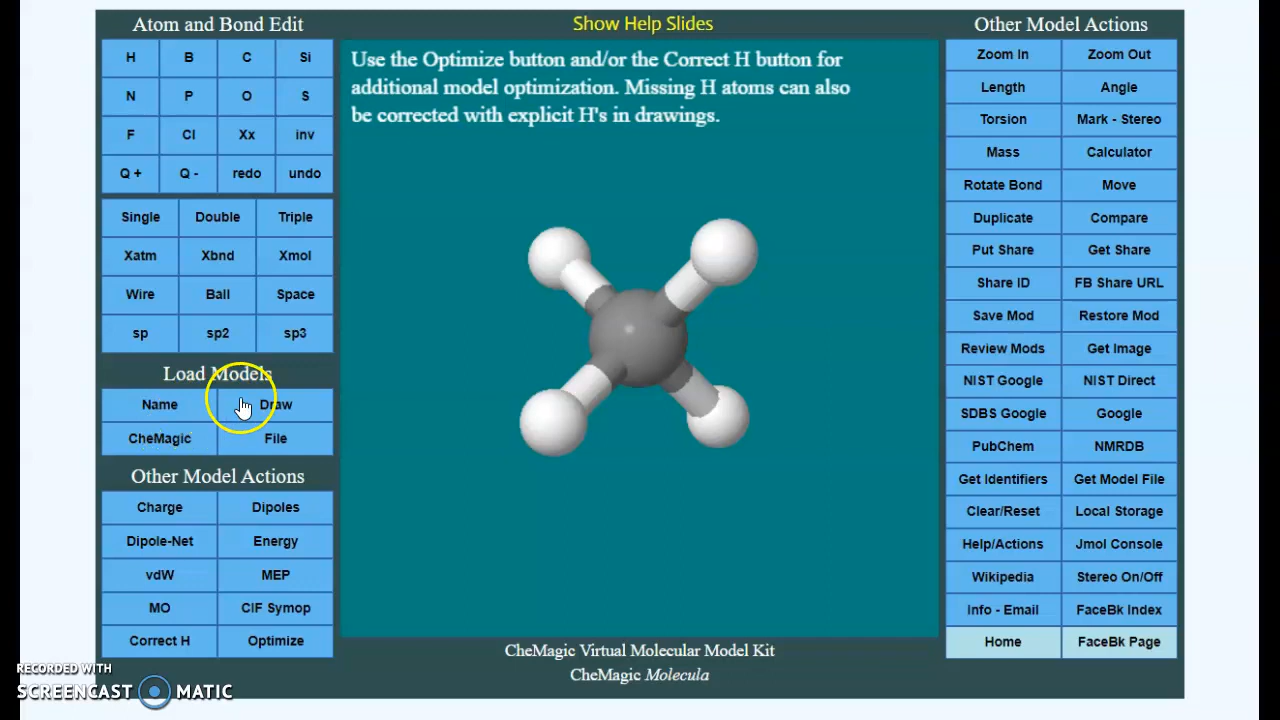 Atom and Bond Edit
H B C Si
N P O S
F Cl Xx inv
Q + Q - redo undo
Single Double Triple
Xatm Xbnd Xmol
Wire Ball Space
sp sp2 sp3
Load Models
Name Draw
CheMagic File
Other Model Actions
Charge Dipoles
Dipole-Net Energy
vdW MEP
MO CIF Symop
Correct H Optimize
RECORDED WITH
SCREENCAST MATIC
Show Help Slides
Use the Optimize button and/or the Correct H button for
additional model optimization. Missing H atoms can also
be corrected with explicit H's in drawings.
CheMagic Virtual Molecular Model Kit
CheMagic Molecula
Other Model Actions
Zoom In Zoom Out
Length Angle
Torsion Mark - Stereo
Mass Calculator
Rotate Bond Move
Duplicate Compare
Put Share Get Share
Share ID FB Share URL
Save Mod Restore Mod
Review Mods Get Image
NIST Google NIST Direct
SDBS Google Google
PubChem NMRDB
Get Identifiers Get Model File
Clear/Reset Local Storage
Help/Actions Jmol Console
Wikipedia Stereo On/Off
Info - Email FaceBk Index
Home FaceBk Page